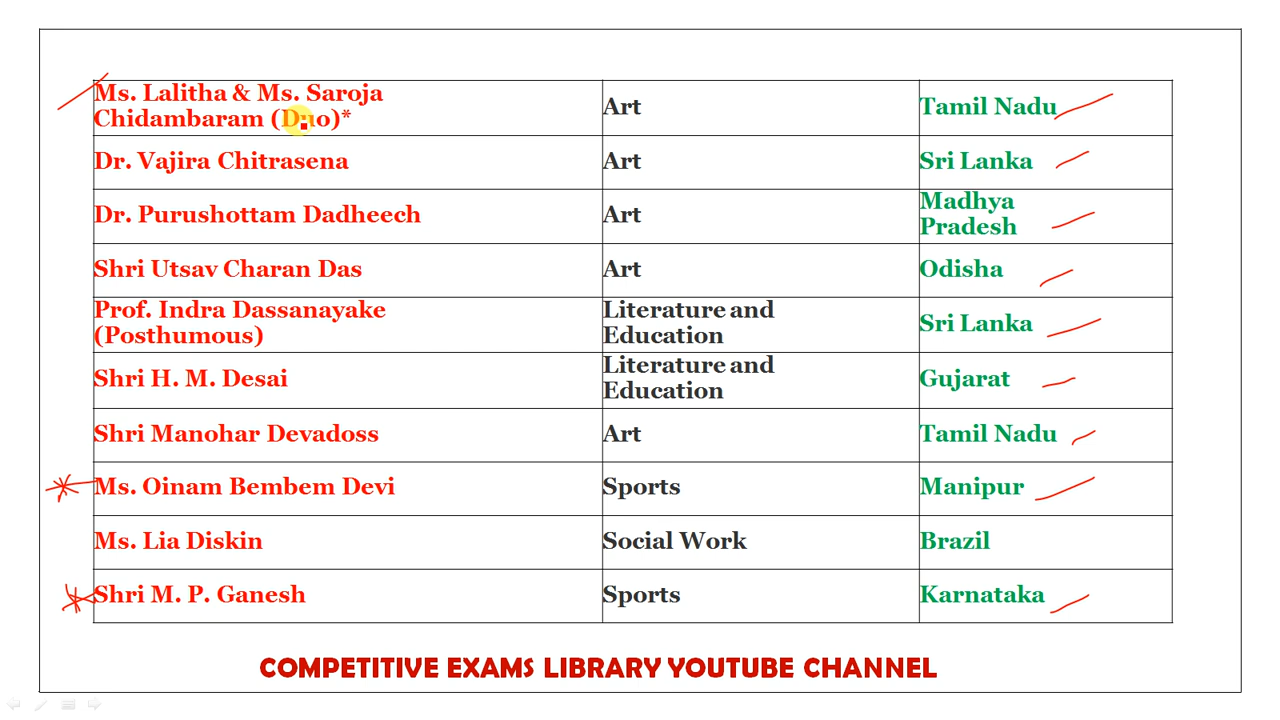 Ms. Lalitha & Ms. Saroja
Chidambaram (Duo)*
Art
Tamil Nadu
Dr. Vajira Chitrasena
Art
Sri Lanka
Dr. Purushottam Dadheech
Art
Madhya
Pradesh
Shri Utsav Charan Das
Art
Odisha
Prof. Indra Dassanayake
(Posthumous)
Literature and
Education
Sri Lanka
Shri H. M. Desai
Literature and
Education
Gujarat
Shri Manohar Devadoss
Art
Tamil Nadu
Ms. Oinam Bembem Devi
Sports
Manipur
Ms. Lia Diskin
Social Work
Brazil
Shri M. P. Ganesh
Sports
Karnataka
COMPETITIVE EXAMS LIBRARY YOUTUBE CHANNEL